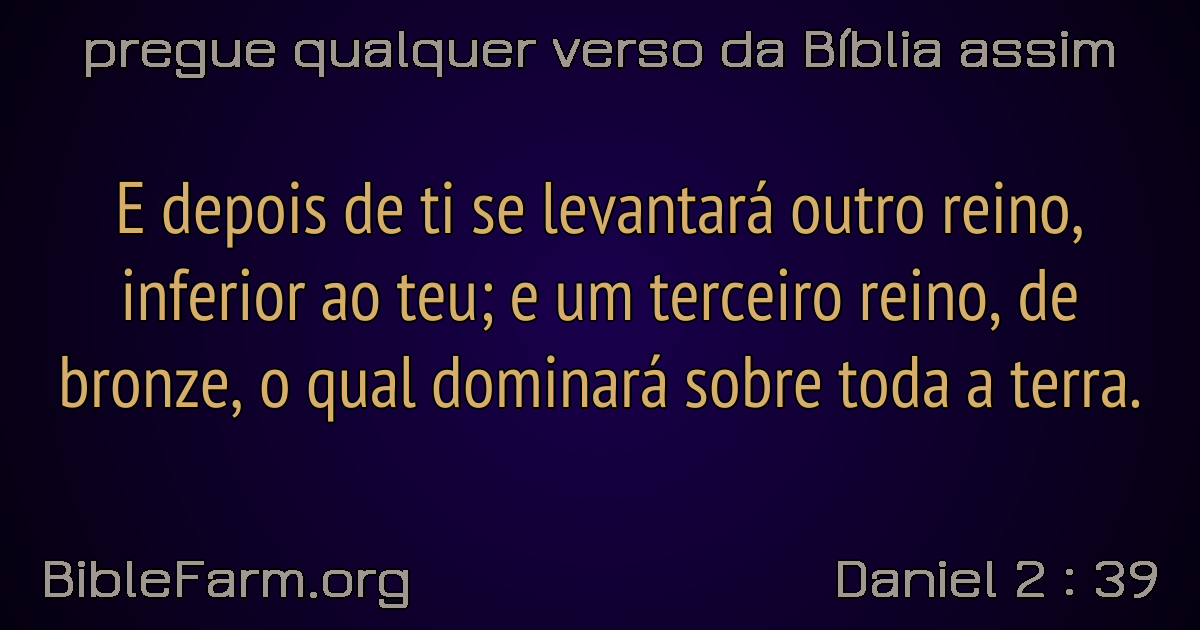 pregue qualquer verso da Bíblia assim
E depois de ti se levantará outro reino,
inferior ao teu; e um terceiro reino, de
bronze, o qual dominará sobre toda a terra.
BibleFarm.org
Daniel 2 : 39